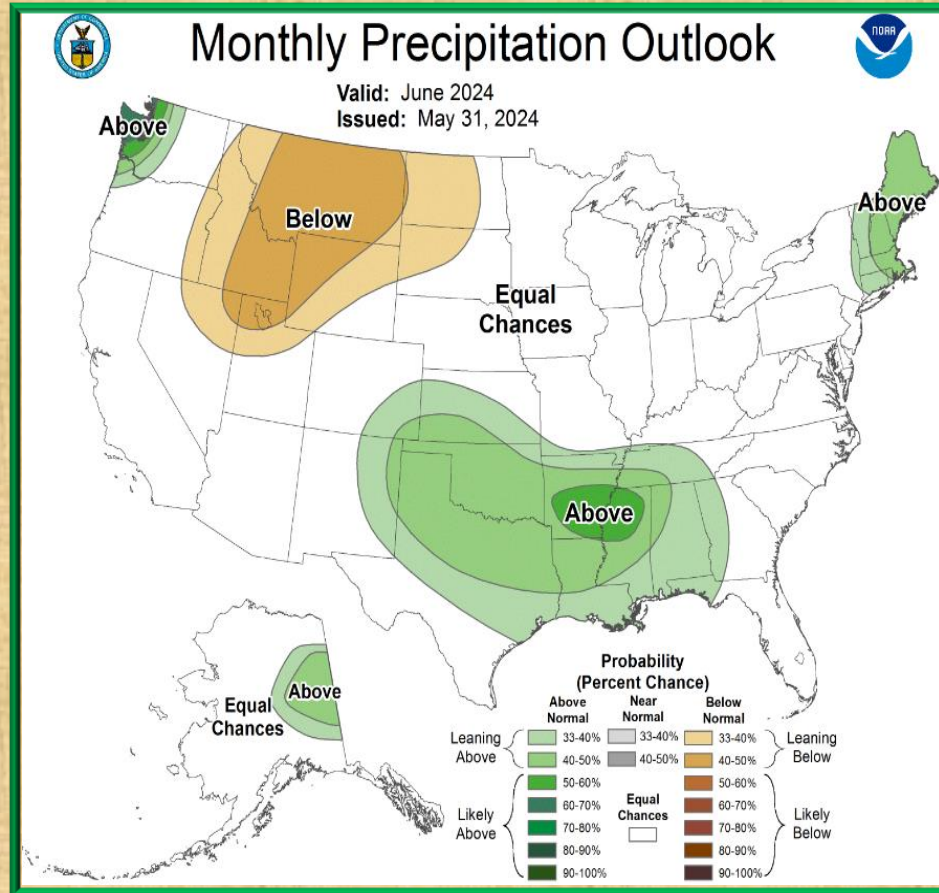 Monthly Precipitation Outlook
NOAA
Valid: June 2024
Issued: May 31, 2024
Above
Below
Above
Equal
Chances
Above
Above
Equal
Chances
Probability
(Percent Chance)
Above
Normal
Near
Normal
Below
Normal
Leaning
Above
33-40%
33-40%
33-40%
Leaning
Below
40-50%
40-50%
40-50%
Likely
Above
50-60%
Equal
Chances
50-60%
Likely
Below
60-70%
60-70%
70-80%
70-80%
80-90%
80-90%
90-100%
90-100%